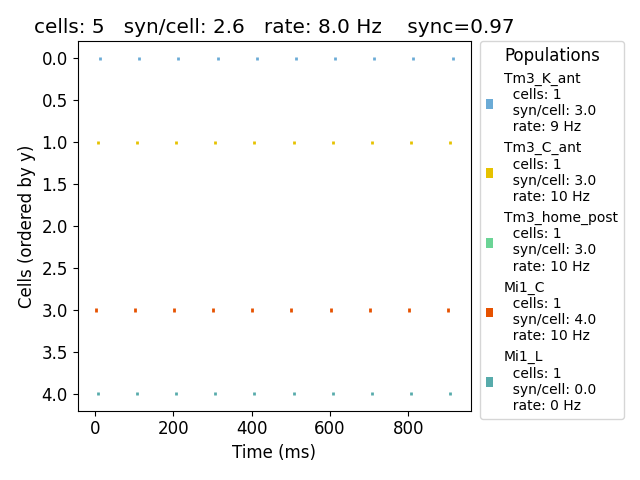 cells: 5   syn/cell: 2.6   rate: 8.0 Hz    sync=0.97
Cells (ordered by y)
0.0
0.5
1.0
1.5
2.0
2.5
3.0
3.5
4.0
0
200
400
600
800
Time (ms)
Populations
Tm3_K_ant
cells: 1
syn/cell: 3.0
rate: 9 Hz
Tm3_C_ant
cells: 1
syn/cell: 3.0
rate: 10 Hz
Tm3_home_post
cells: 1
syn/cell: 3.0
rate: 10 Hz
Mi1_C
cells: 1
syn/cell: 4.0
rate: 10 Hz
Mi1_L
cells: 1
syn/cell: 0.0
rate: 0 Hz